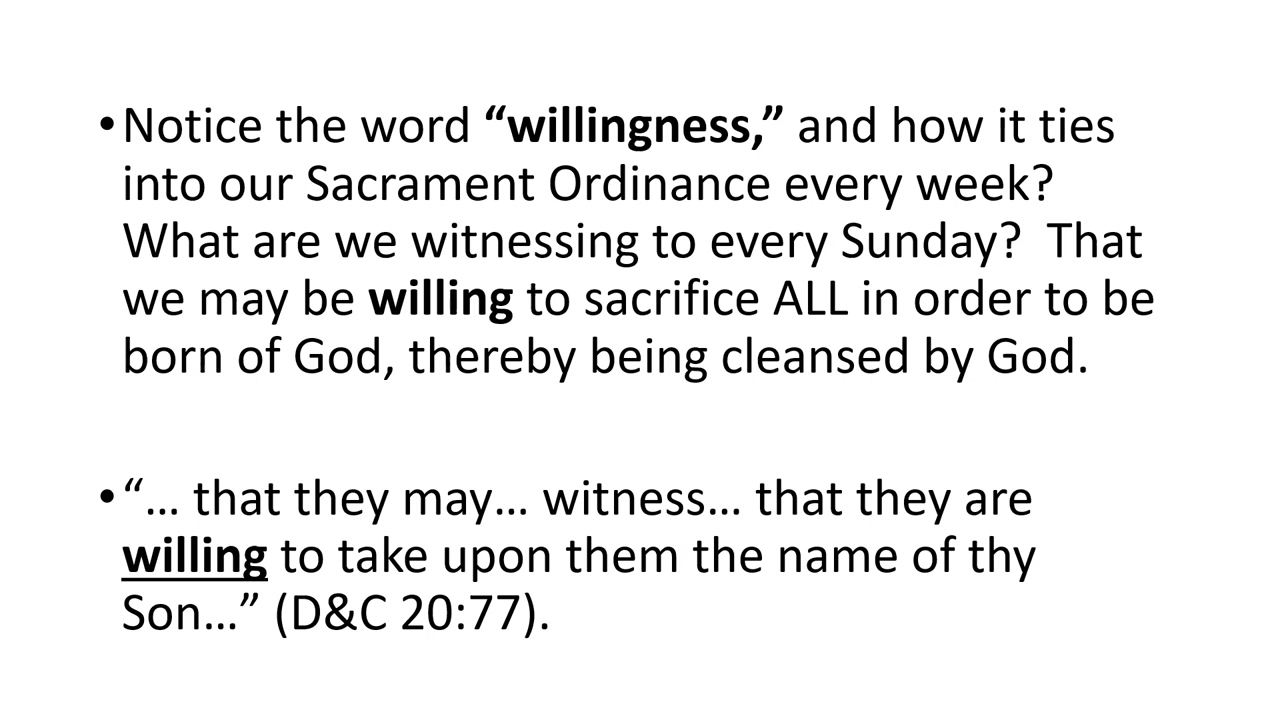 •Notice the word “willingness,” and how it ties
into our Sacrament Ordinance every week?
What are we witnessing to every Sunday?  That
we may be willing to sacrifice ALL in order to be
born of God, thereby being cleansed by God.
•“… that they may… witness… that they are
willing to take upon them the name of thy
Son…” (D&C 20:77).